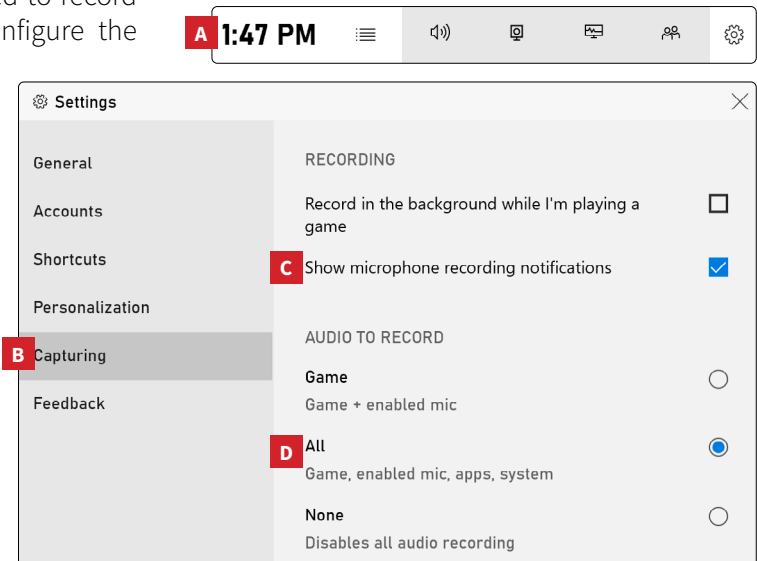 ed to record
nfigure the
A 1:47 PM
Settings
General
Accounts
Shortcuts
Personalization
B Capturing
Feedback
RECORDING
Record in the background while I'm playing a
game
C Show microphone recording notifications
AUDIO TO RECORD
Game
Game + enabled mic
D All
Game, enabled mic, apps, system
None
Disables all audio recording